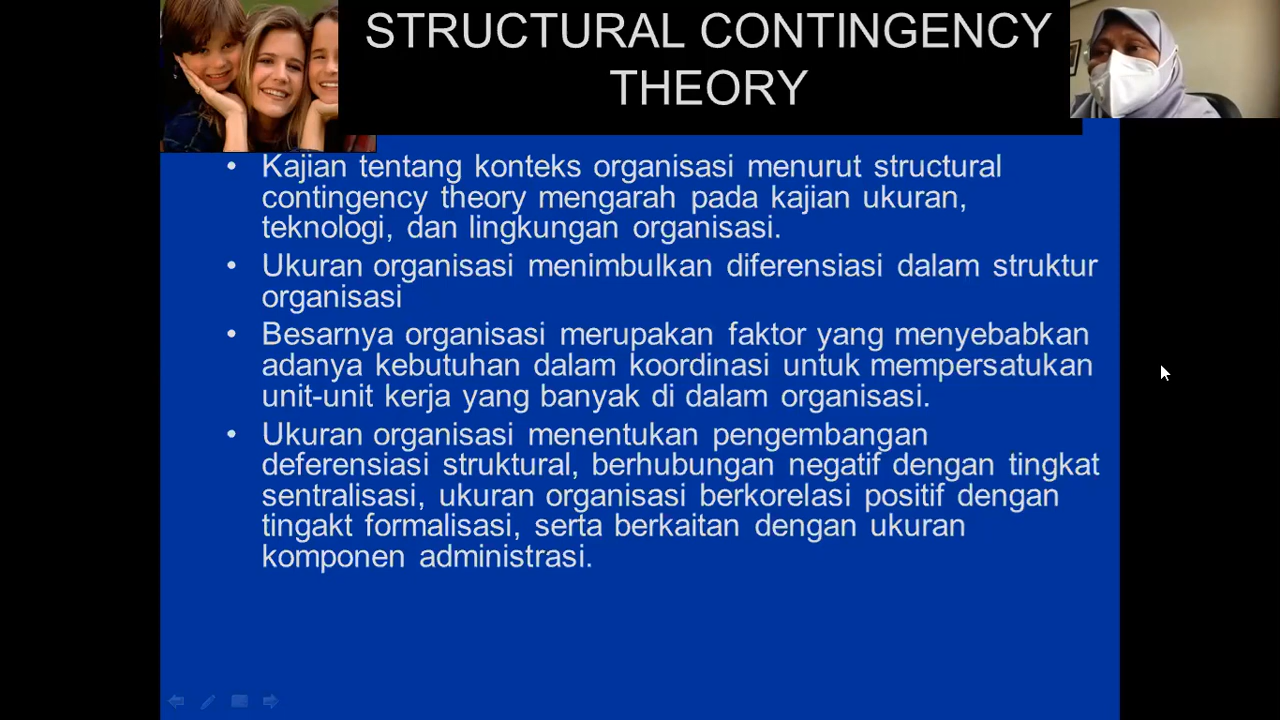 STRUCTURAL CONTINGENCY
THEORY
• Kajian tentang konteks organisasi menurut structural
contingency theory mengarah pada kajian ukuran,
teknologi, dan lingkungan organisasi.
• Ukuran organisasi menimbulkan diferensiasi dalam struktur
organisasi
• Besarnya organisasi merupakan faktor yang menyebabkan
adanya kebutuhan dalam koordinasi untuk mempersatukan
unit-unit kerja yang banyak di dalam organisasi.
• Ukuran organisasi menentukan pengembangan
deferensiasi struktural, berhubungan negatif dengan tingkat
sentralisasi, ukuran organisasi berkorelasi positif dengan
tingakt formalisasi, serta berkaitan dengan ukuran
komponen administrasi.